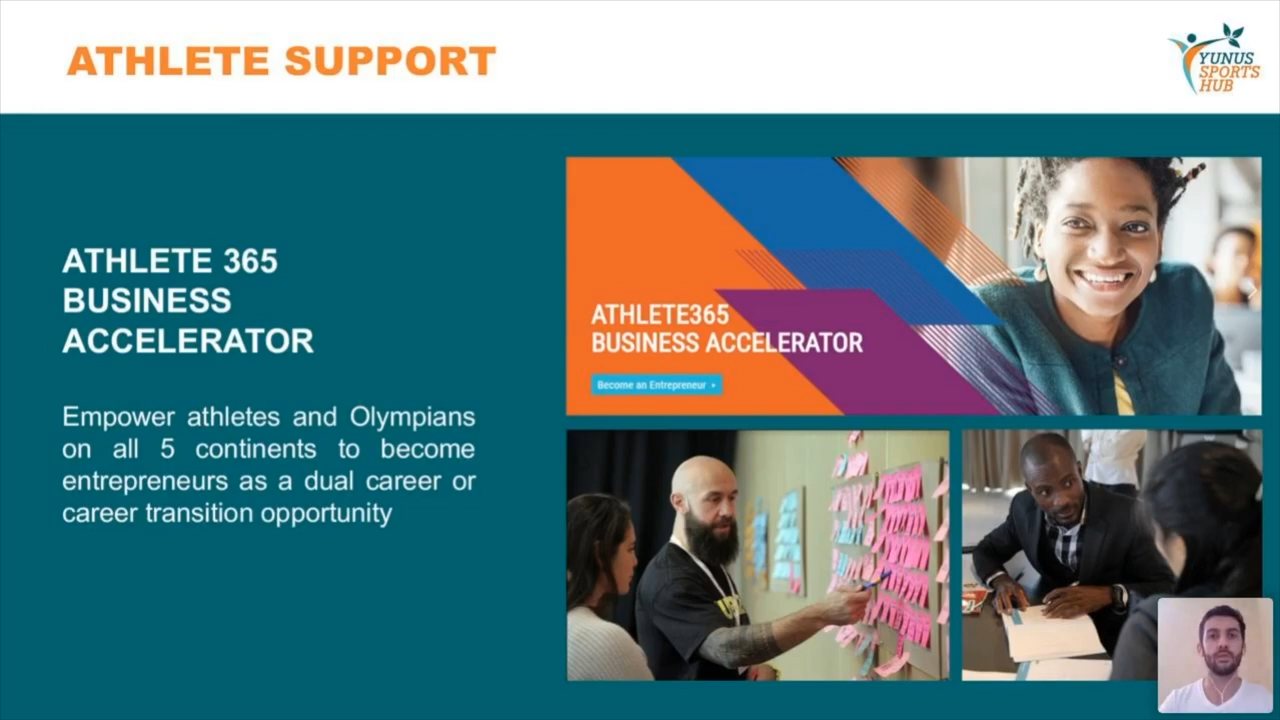 ATHLETE SUPPORT
YUNUS
SPORTS
HUB
ATHLETE 365
BUSINESS
ACCELERATOR
Empower athletes and Olympians
on all 5 continents to become
entrepreneurs as a dual career or
career transition opportunity
ATHLETE365
BUSINESS ACCELERATOR
Become an Entrepreneur